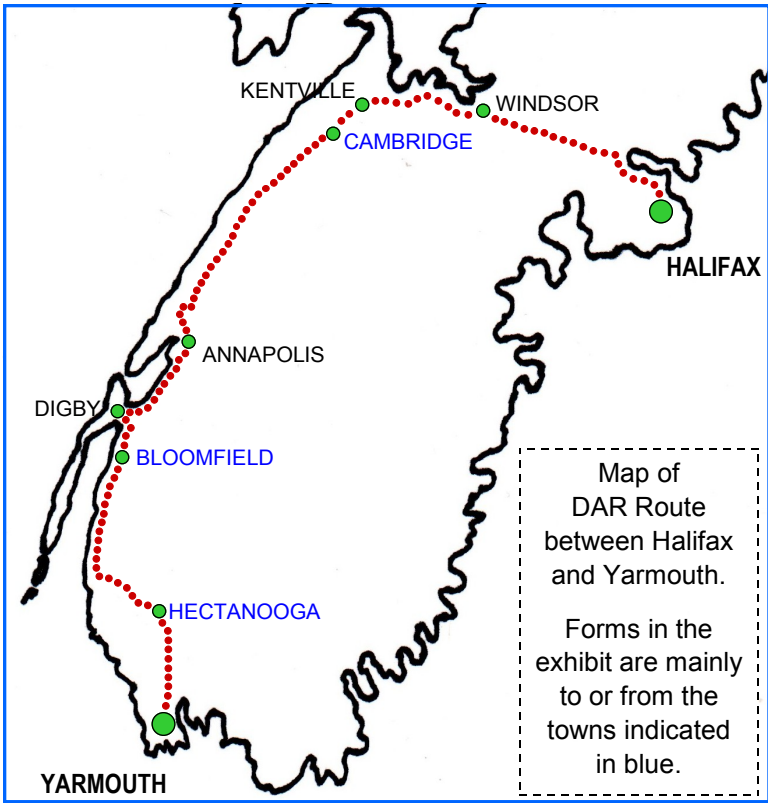 KENTVILLE
WINDSOR
CAMBRIDGE
HALIFAX
ANNAPOLIS
DIGBY
BLOOMFIELD
HECTANOOGA
YARMOUTH
Map of
DAR Route
between Halifax
and Yarmouth.
Forms in the
exhibit are mainly
to or from the
towns indicated
in blue.